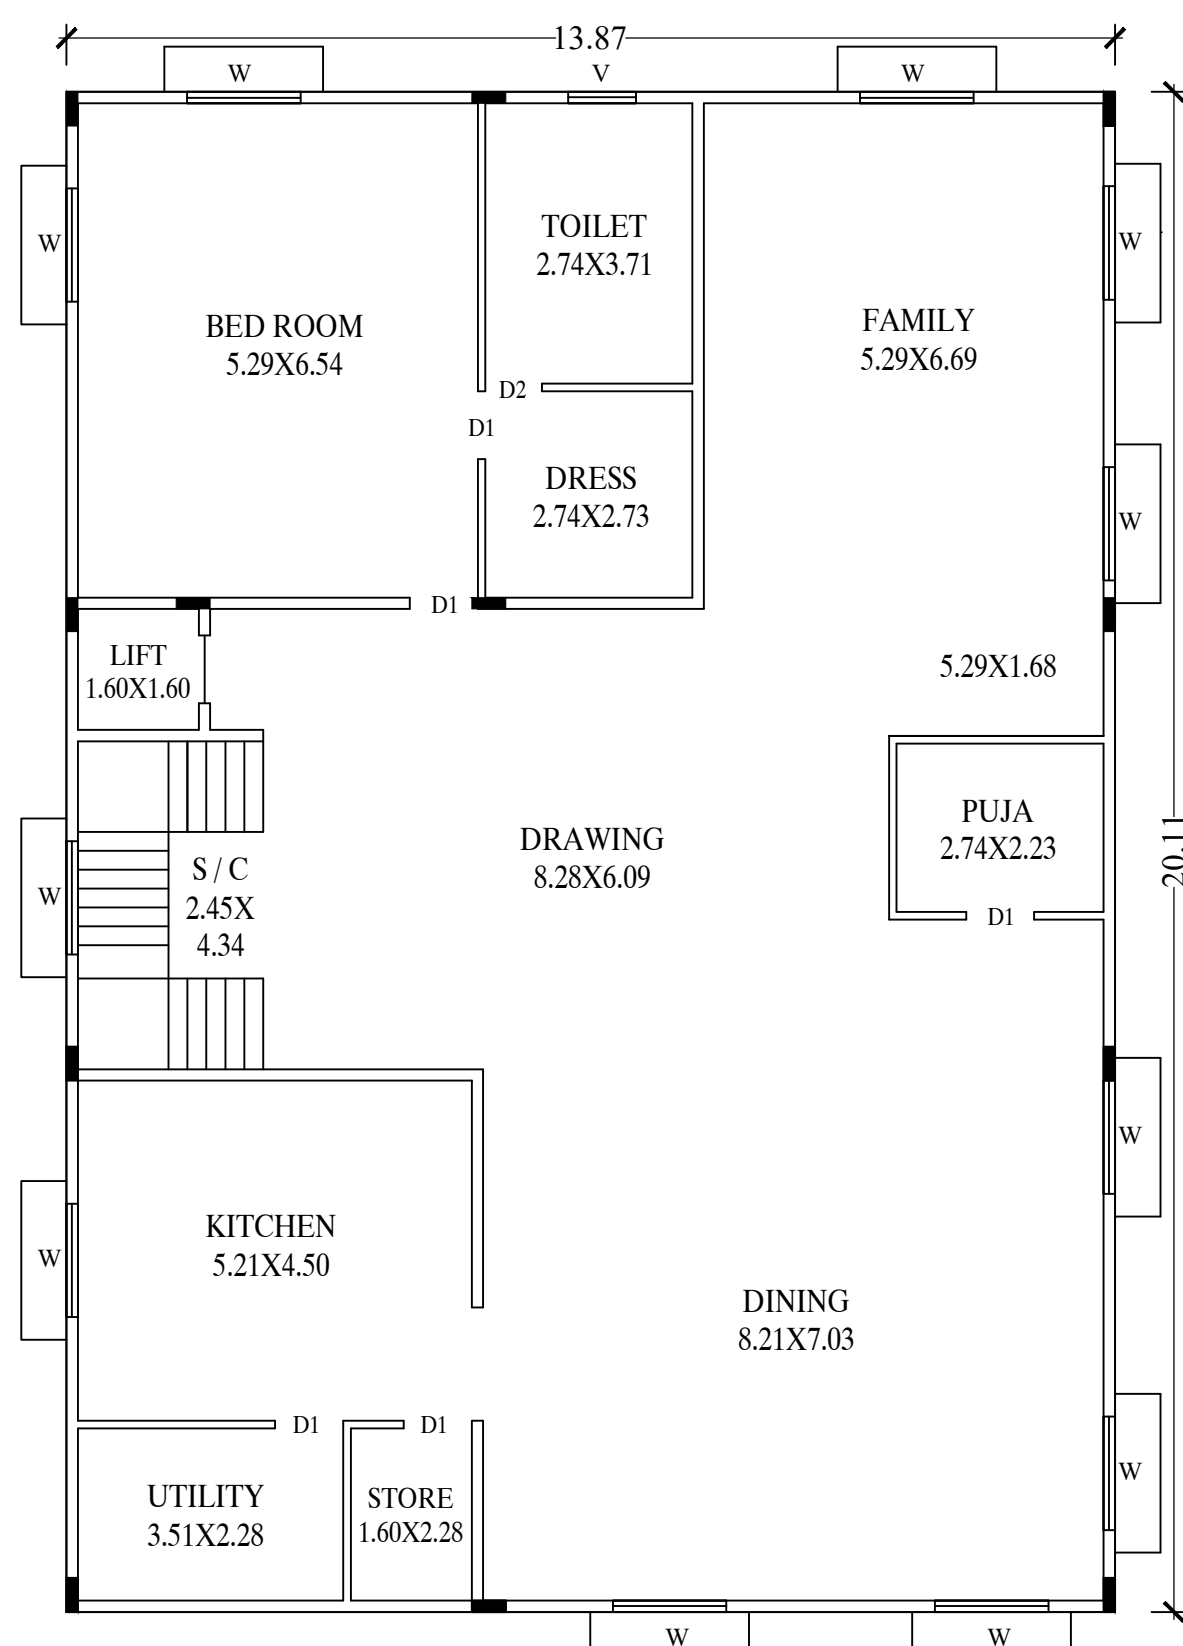 13.87
W
V
W
W
TOILET
2.74X3.71
W
BED ROOM
5.29X6.54
FAMILY
5.29X6.69
D2
D1
DRESS
2.74X2.73
W
D1
LIFT
1.60X1.60
5.29X1.68
DRAWING
8.28X6.09
PUJA
2.74X2.23
20.11
S / C
2.45X
4.34
W
D1
W
KITCHEN
5.21X4.50
W
DINING
8.21X7.03
D1
D1
W
UTILITY
3.51X2.28
STORE
1.60X2.28
W
W